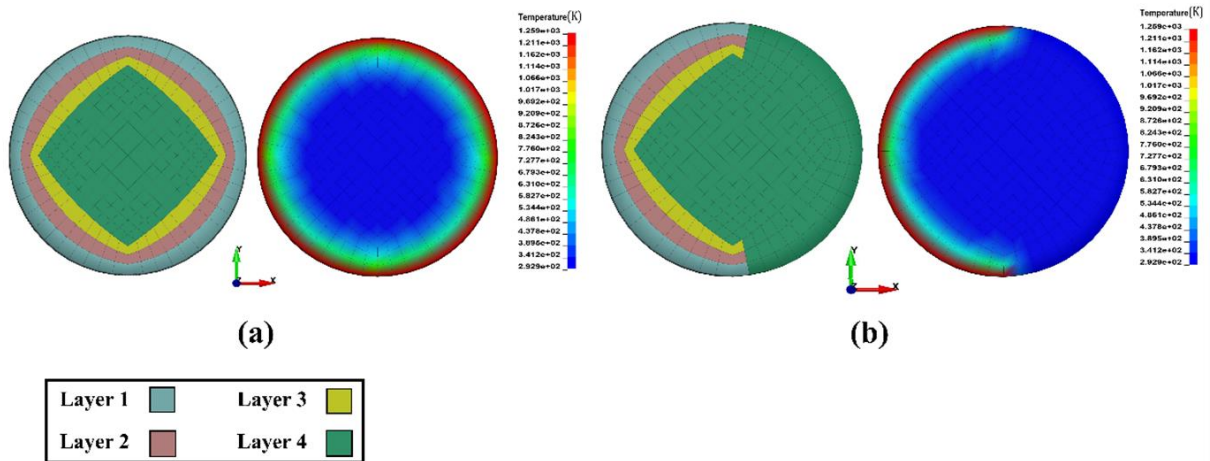 Temperature(K)
1.259e+03
1.211e+03
1.162e+03
1.114e+03
1.066e+03
1.017e+03
9.692e+02
9.209e+02
8.726e+02
8.243e+02
7.760e+02
7.277e+02
6.793e+02
6.310e+02
5.827e+02
5.344e+02
4.861e+02
4.378e+02
3.895e+02
3.412e+02
2.929e+02
Y
Z
X
(a)
Temperature(K)
1.259e+03
1.211e+03
1.162e+03
1.114e+03
1.066e+03
1.017e+03
9.692e+02
9.209e+02
8.726e+02
8.243e+02
7.760e+02
7.277e+02
6.793e+02
6.310e+02
5.827e+02
5.344e+02
4.861e+02
4.378e+02
3.895e+02
3.412e+02
2.929e+02
Y
Z
X
(b)
Layer 1 Layer 3
Layer 2 Layer 4